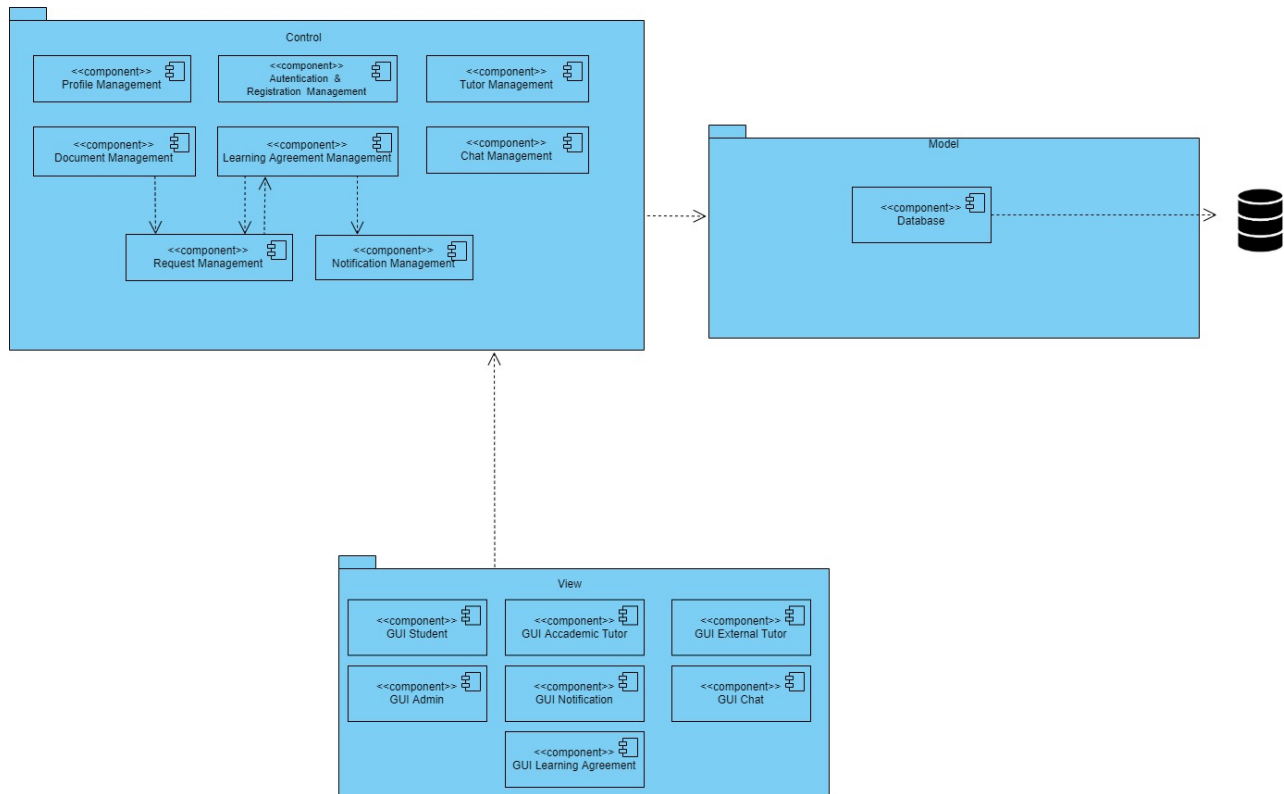 Control
<<component>>
Profile Management
<<component>>
Autentication &
Registration Management
<<component>>
Tutor Management
<<component>>
Document Management
<<component>>
Learning Agreement Management
<<component>>
Chat Management
<<component>>
Request Management
<<component>>
Notification Management
Model
<<component>>
Database
View
<<component>>
GUI Student
<<component>>
GUI Accademic Tutor
<<component>>
GUI External Tutor
<<component>>
GUI Admin
<<component>>
GUI Notification
<<component>>
GUI Chat
<<component>>
GUI Learning Agreement